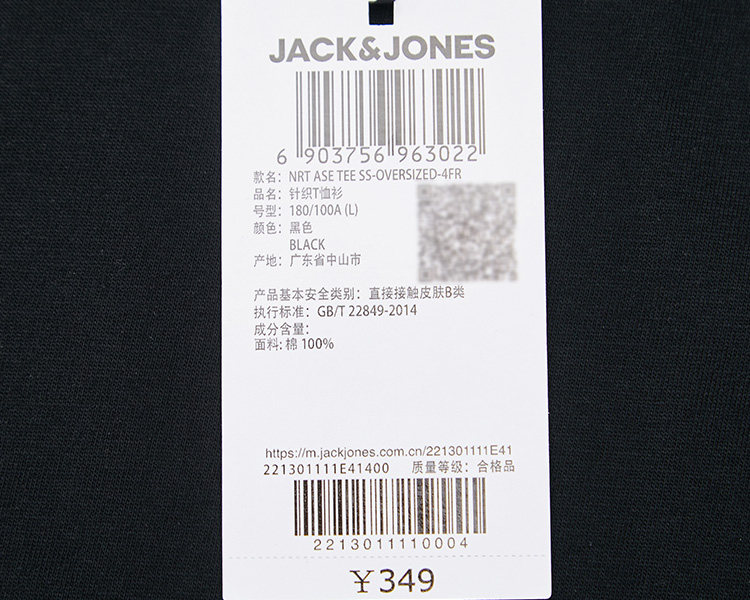 JACK&JONES
6 903756 963022
款名: NRT ASE TEE SS-OVERSIZED-4FR
品名: 针织T恤衫
号型: 180/100A (L)
颜色: 黑色
BLACK
产地: 广东省中山市
产品基本安全类别: 直接接触皮肤B类
执行标准: GB/T 22849-2014
成分含量:
面料: 棉 100%
https://m.jackjones.com.cn/221301111E41
221301111E41400 质量等级: 合格品
2213011110004
¥349